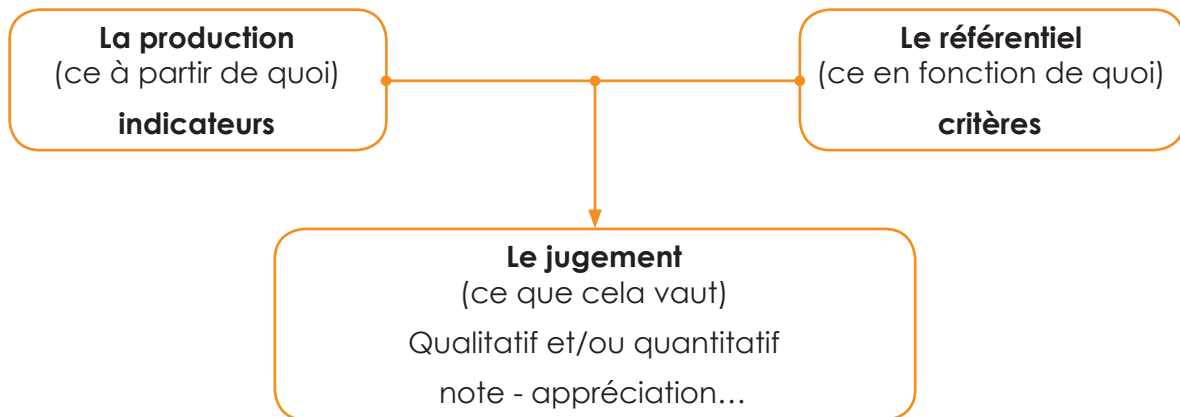 La production
(ce à partir de quoi)
indicateurs
Le référentiel
(ce en fonction de quoi)
critères
Le jugement
(ce que cela vaut)
Qualitatif et/ou quantitatif
note - appréciation…